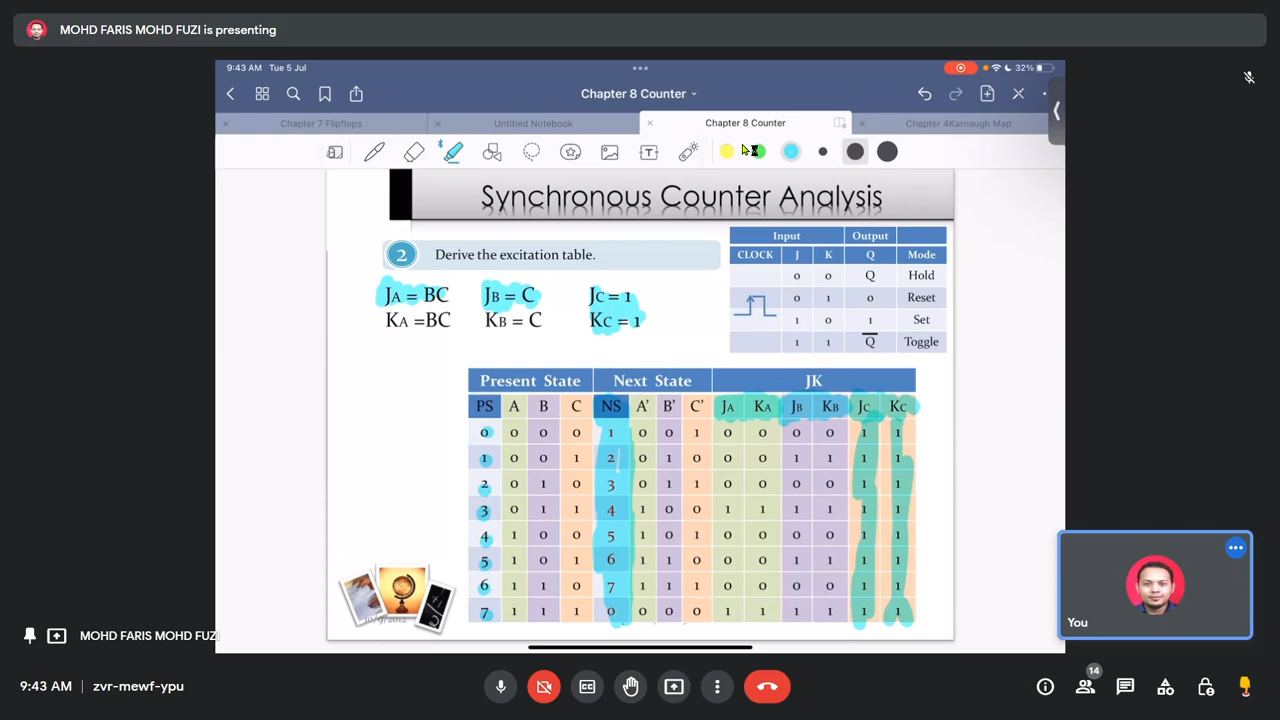 MOHD FARIS MOHD FUZI is presenting
9:43 AM Tue 5 Jul
32%
Chapter 8 Counter
Chapter 7 Flipflops
Untitled Notebook
Chapter 8 Counter
Chapter 4Karnaugh Map
Synchronous Counter Analysis
2 Derive the excitation table.
JA = BC JB = C JC = 1
KA =BC KB = C KC = 1
Input Output
CLOCK J K Q Mode
0 0 Q Hold
0 1 0 Reset
1 0 1 Set
1 1 Q̅ Toggle
Present State Next State JK
PS A B C NS A' B' C' JA KA JB KB JC KC
0 0 0 0 1 0 0 1 0 0 0 0 1 1
1 0 0 1 2 0 1 0 0 0 1 1 1 1
2 0 1 0 3 0 1 1 0 0 0 0 1 1
3 0 1 1 4 1 0 0 1 1 1 1 1 1
4 1 0 0 5 1 0 1 0 0 0 0 1 1
5 1 0 1 6 1 1 0 0 0 1 1 1 1
6 1 1 0 7 1 1 1 0 0 0 0 1 1
7 1 1 1 0 0 0 0 1 1 1 1 1 1
10/9/2012
MOHD FARIS MOHD FUZI
You
9:43 AM zvr-mewf-ypu
14